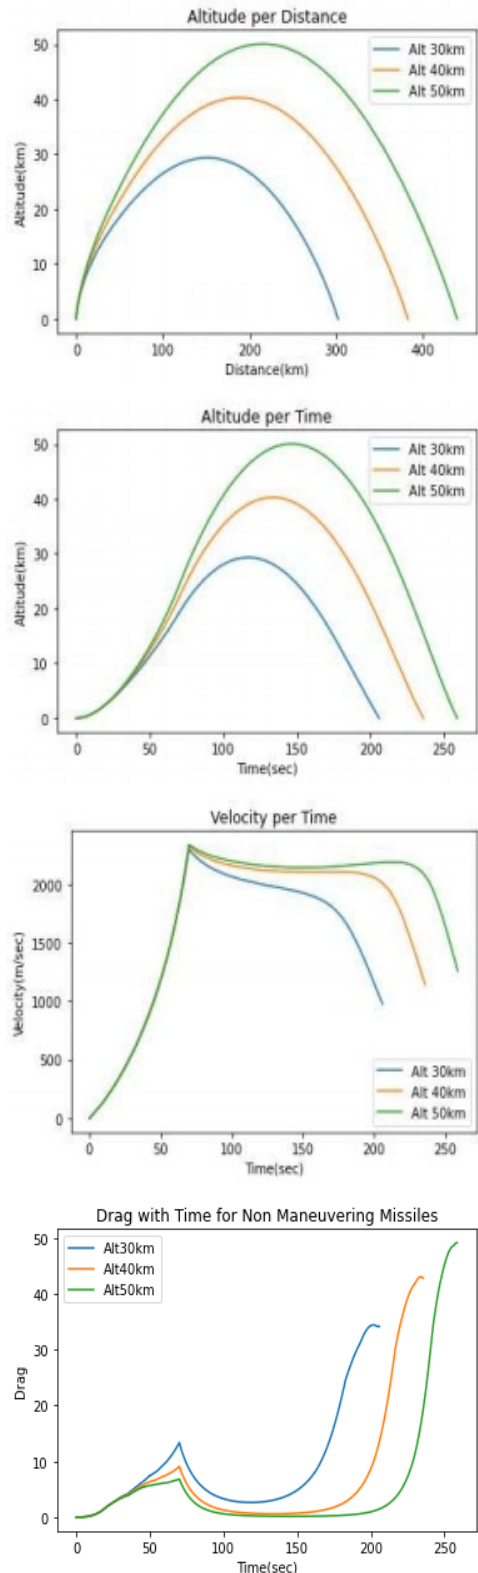 Altitude per Distance
Altitude(km)
50
40
30
20
10
0
Alt 30km
Alt 40km
Alt 50km
0 100 200 300 400
Distance(km)
Altitude per Time
Altitude(km)
50
40
30
20
10
0
Alt 30km
Alt 40km
Alt 50km
0 50 100 150 200 250
Time(sec)
Velocity per Time
Velocity(m/sec)
2000
1500
1000
500
0
Alt 30km
Alt 40km
Alt 50km
0 50 100 150 200 250
Time(sec)
Drag with Time for Non Maneuvering Missiles
Drag
50
40
30
20
10
0
Alt30km
Alt40km
Alt50km
0 50 100 150 200 250
Time(sec)